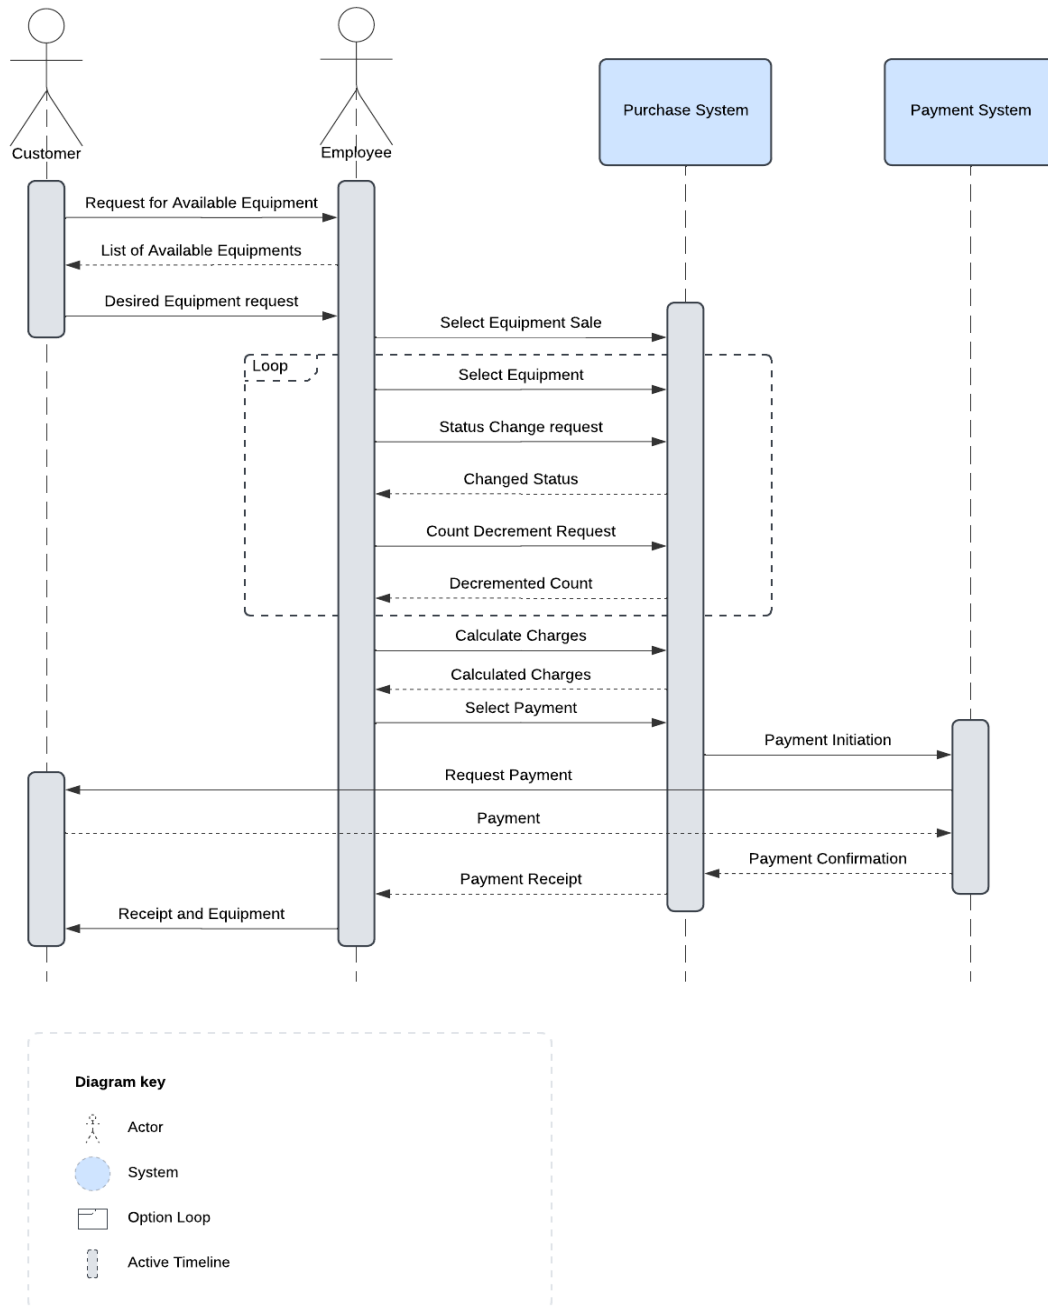 Customer
Employee
Purchase System
Payment System
Request for Available Equipment
List of Available Equipments
Desired Equipment request
Select Equipment Sale
Loop
Select Equipment
Status Change request
Changed Status
Count Decrement Request
Decremented Count
Calculate Charges
Calculated Charges
Select Payment
Payment Initiation
Request Payment
Payment
Payment Confirmation
Payment Receipt
Receipt and Equipment
Diagram key
Actor
System
Option Loop
Active Timeline